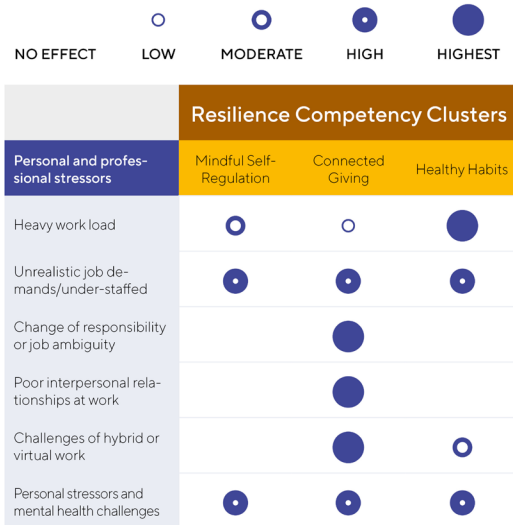 NO EFFECT LOW MODERATE HIGH HIGHEST
Resilience Competency Clusters
Personal and profes-
sional stressors
Mindful Self-
Regulation
Connected
Giving
Healthy Habits
Heavy work load
Unrealistic job de-
mands/under-staffed
Change of responsibility
or job ambiguity
Poor interpersonal rela-
tionships at work
Challenges of hybrid or
virtual work
Personal stressors and
mental health challenges